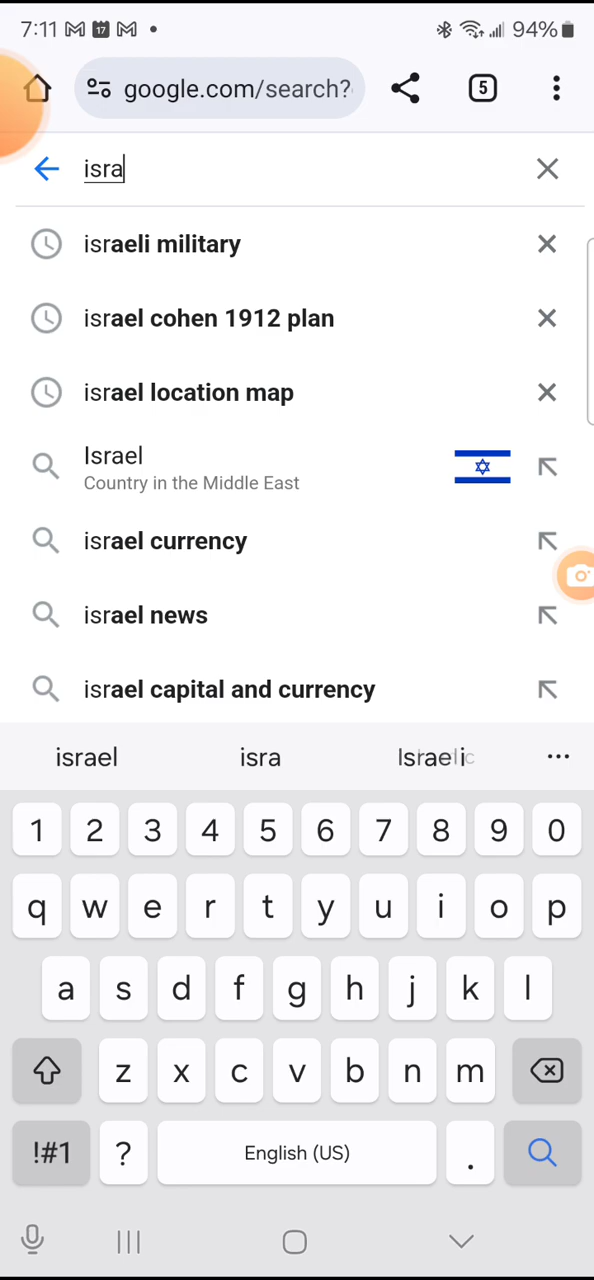 7:11 17 94%
google.com/search? 5
isra
israeli military
israel cohen 1912 plan
israel location map
Israel
Country in the Middle East
israel currency
israel news
israel capital and currency
israel isra
1 2 3 4 5 6 7 8 9 0
q w e r t y u i o p
a s d f g h j k l
z x c v b n m
!#1 ? English (US) .